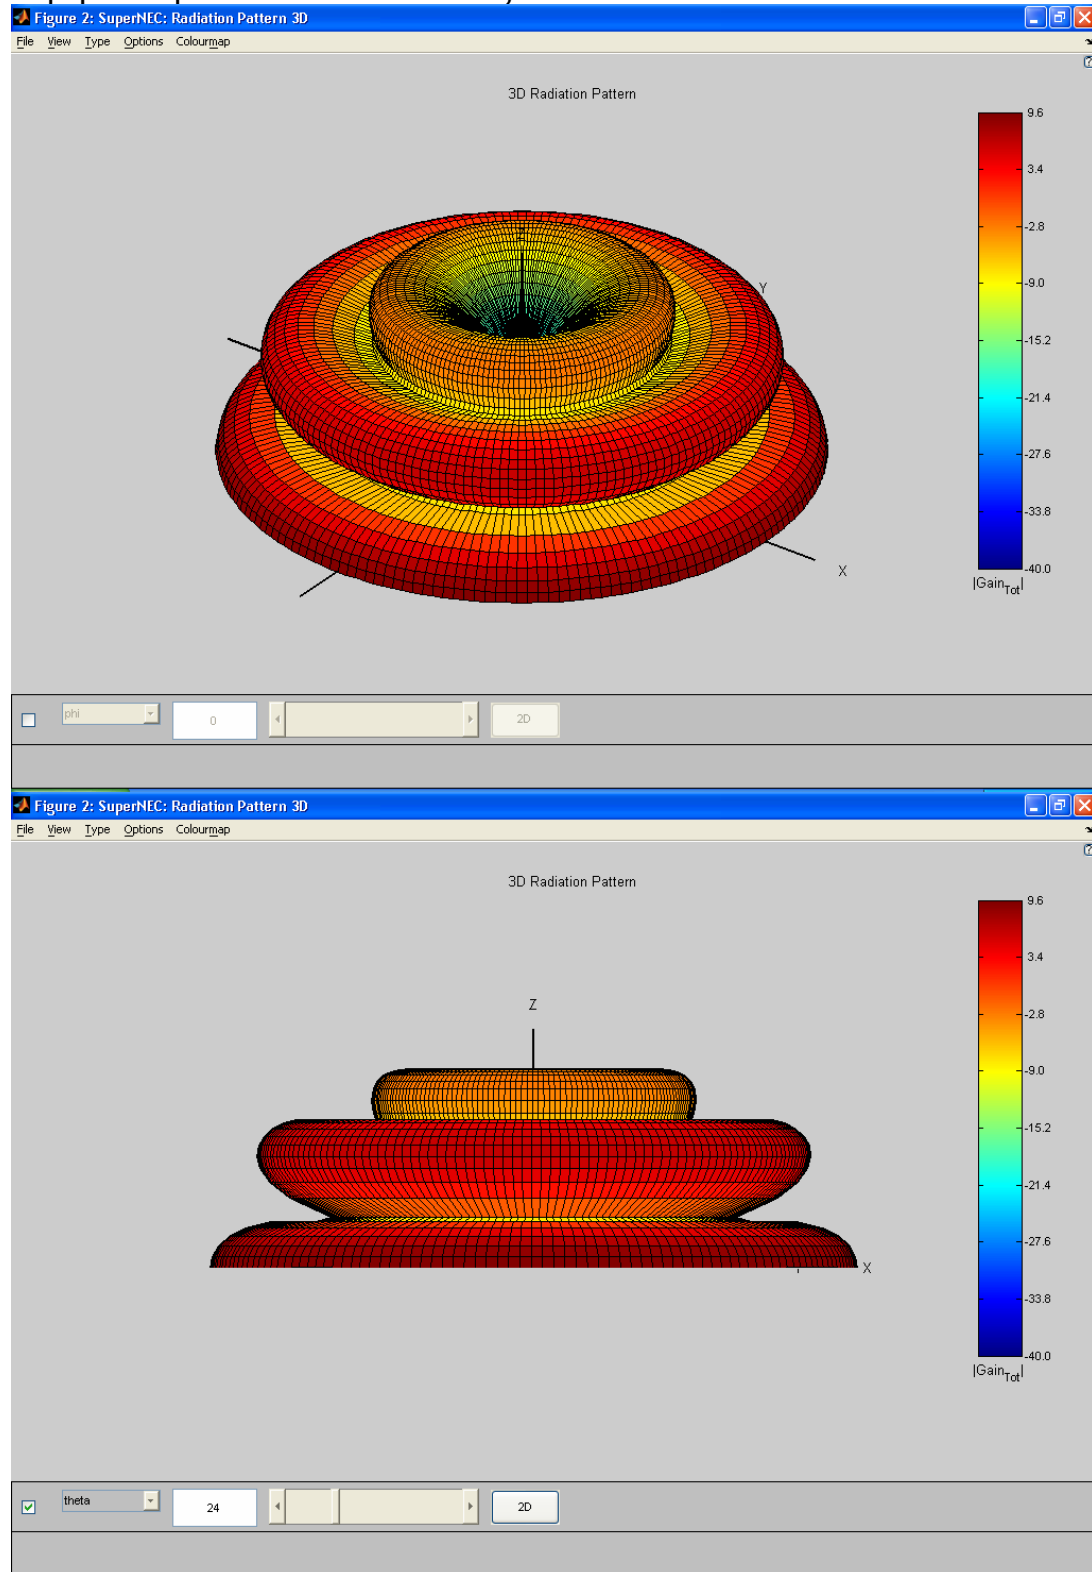 Figure 2: SuperNEC: Radiation Pattern 3D
File View Type Options Colourmap
3D Radiation Pattern
9.6
3.4
-2.8
-9.0
-15.2
-21.4
-27.6
-33.8
-40.0
|Gain_Tot|
Y
X
phi 0 2D
Figure 2: SuperNEC: Radiation Pattern 3D
File View Type Options Colourmap
3D Radiation Pattern
9.6
3.4
-2.8
-9.0
-15.2
-21.4
-27.6
-33.8
-40.0
|Gain_Tot|
Z
X
theta 24 2D